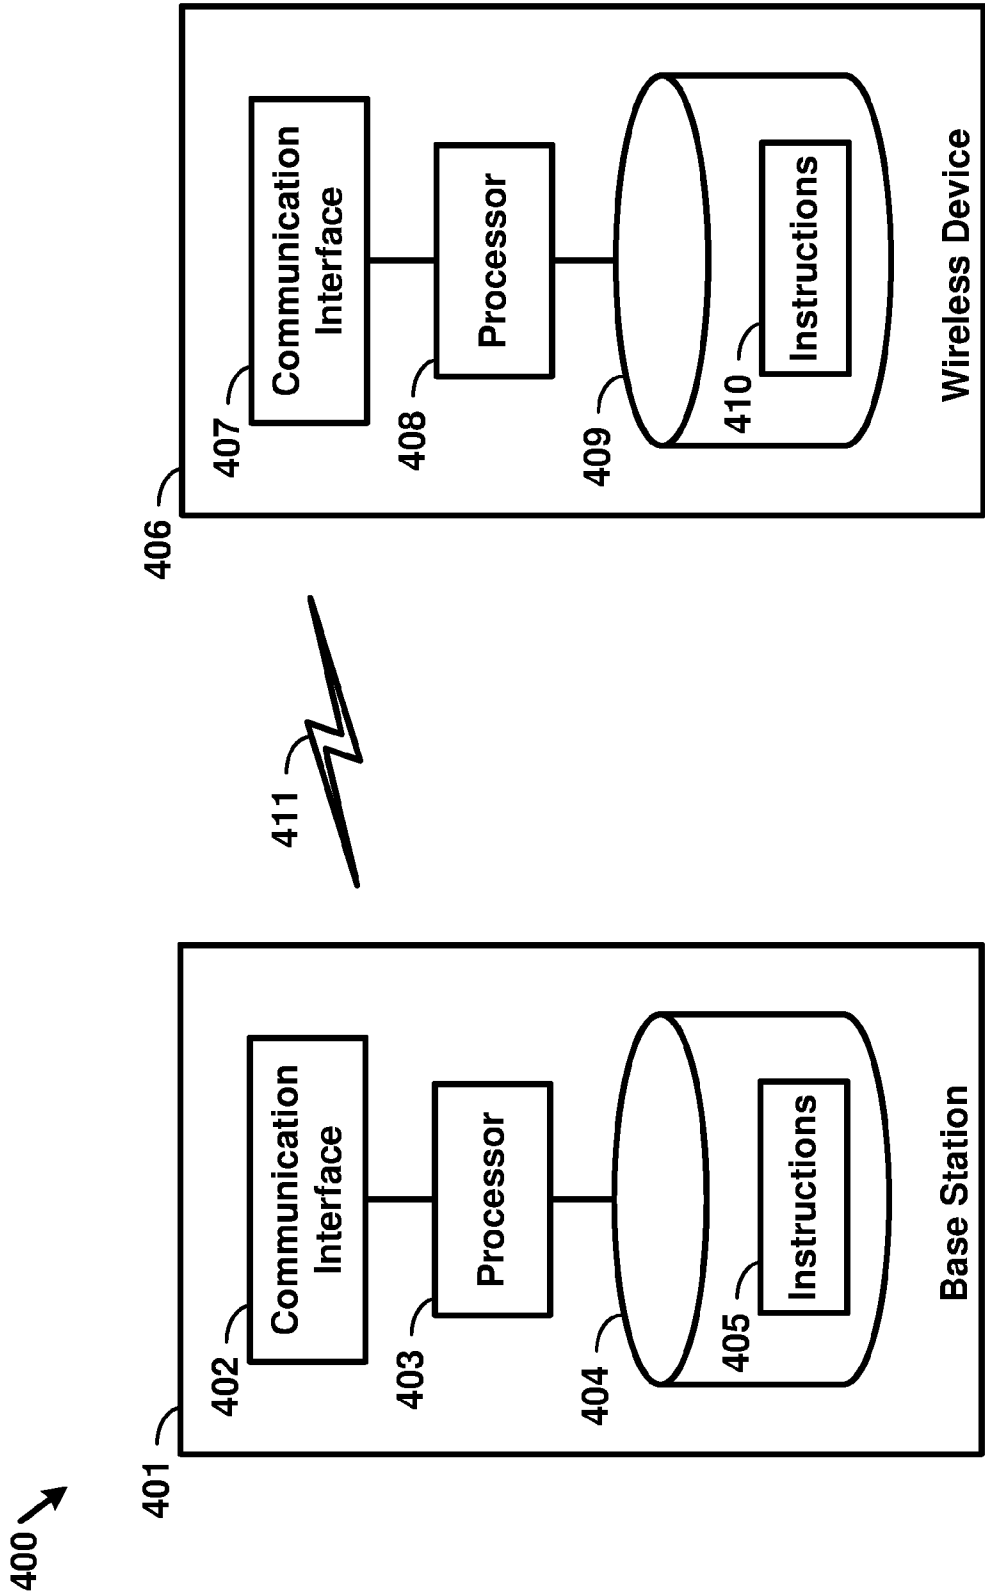 400
401
402
Communication
Interface
403
Processor
404
405
Instructions
Base Station
411
406
407
Communication
Interface
408
Processor
409
410
Instructions
Wireless Device